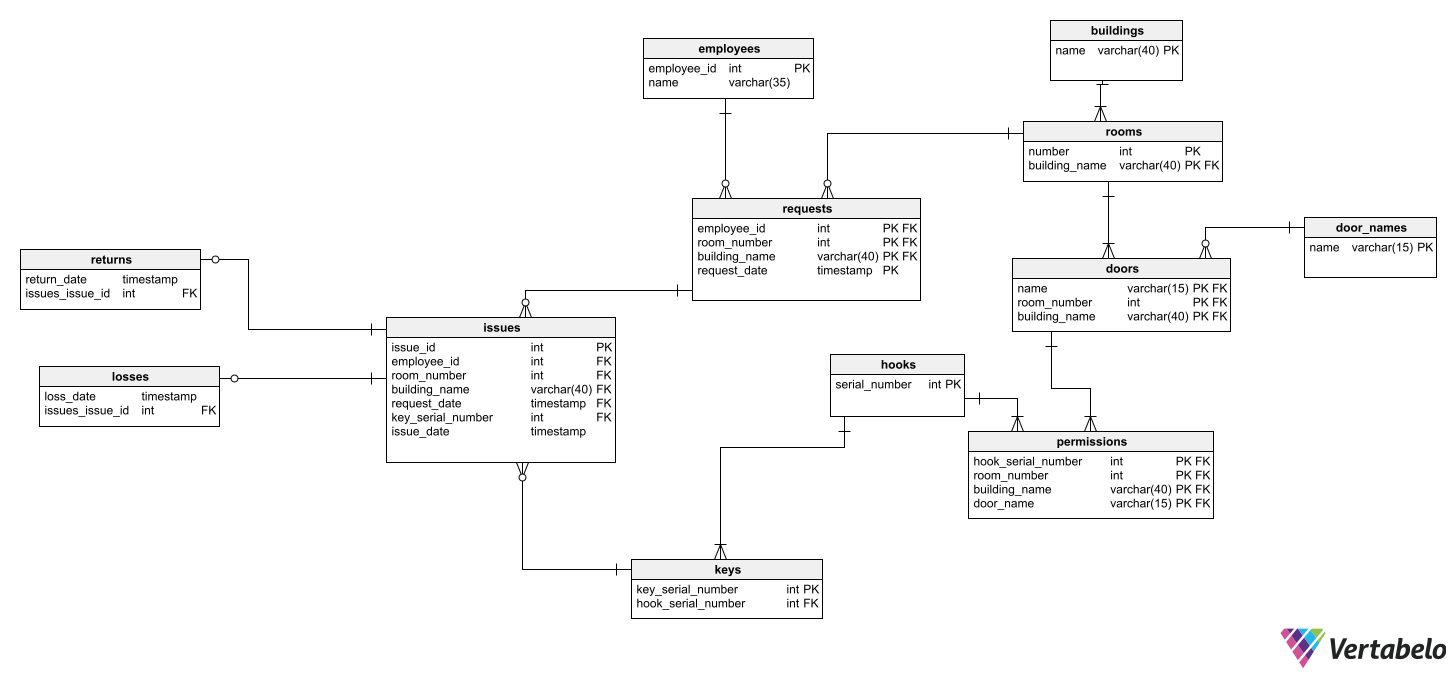 buildings
name varchar(40) PK
employees
employee_id int PK
name varchar(35)
rooms
number int PK
building_name varchar(40) PK FK
requests
employee_id int PK FK
room_number int PK FK
building_name varchar(40) PK FK
request_date timestamp PK
door_names
name varchar(15) PK
returns
return_date timestamp
issues_issue_id int FK
doors
name varchar(15) PK FK
room_number int PK FK
building_name varchar(40) PK FK
issues
issue_id int PK
employee_id int FK
room_number int FK
building_name varchar(40) FK
request_date timestamp FK
key_serial_number int FK
issue_date timestamp
losses
loss_date timestamp
issues_issue_id int FK
hooks
serial_number int PK
permissions
hook_serial_number int PK FK
room_number int PK FK
building_name varchar(40) PK FK
door_name varchar(15) PK FK
keys
key_serial_number int PK
hook_serial_number int FK
Vertabelo